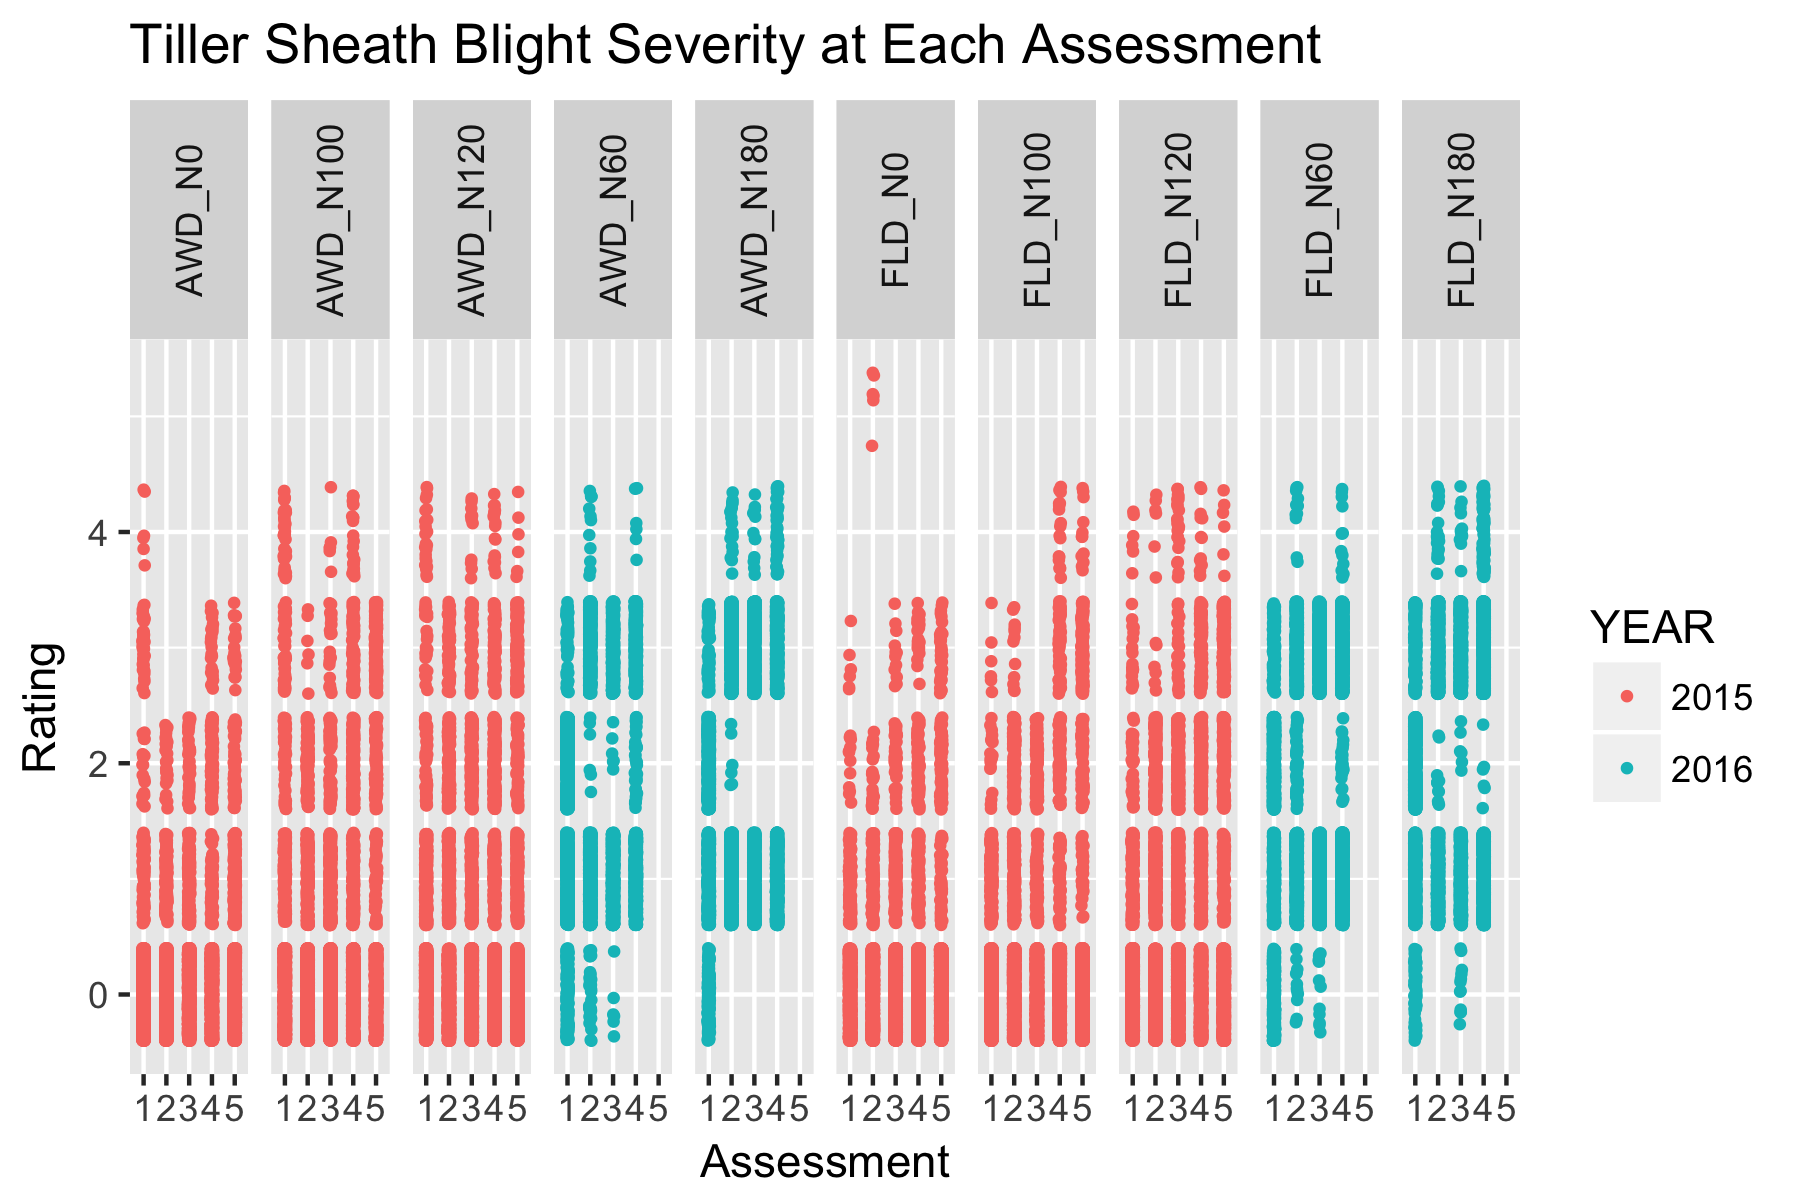 Tiller Sheath Blight Severity at Each Assessment
AWD_N0
AWD_N100
AWD_N120
AWD_N60
AWD_N180
FLD_N0
FLD_N100
FLD_N120
FLD_N60
FLD_N180
Rating
4
2
0
12345 12345 12345 12345 12345 12345 12345 12345 12345 12345
Assessment
YEAR
2015
2016